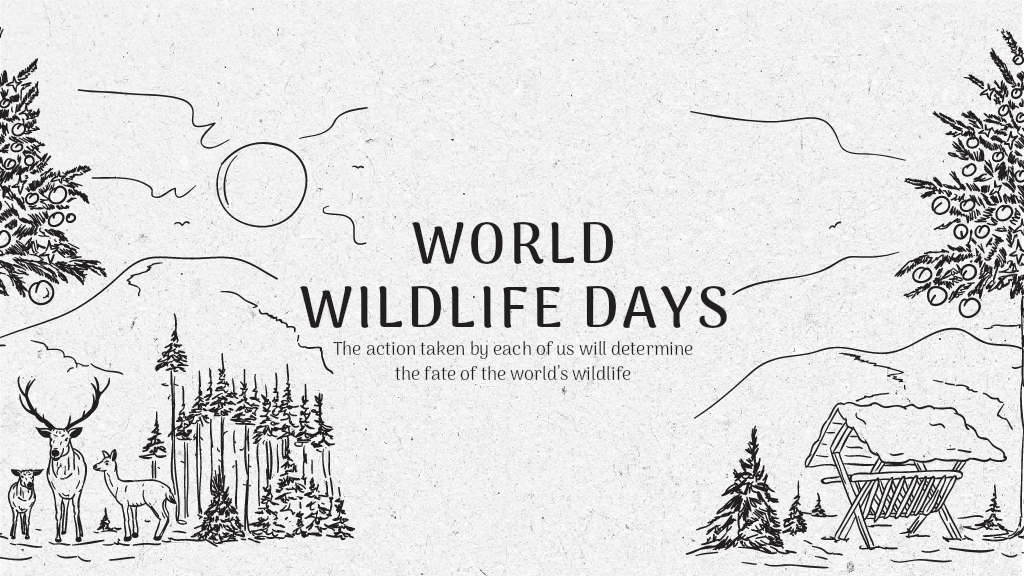 WORLD
WILDLIFE DAYS
The action taken by each of us will determine
the fate of the world's wildlife